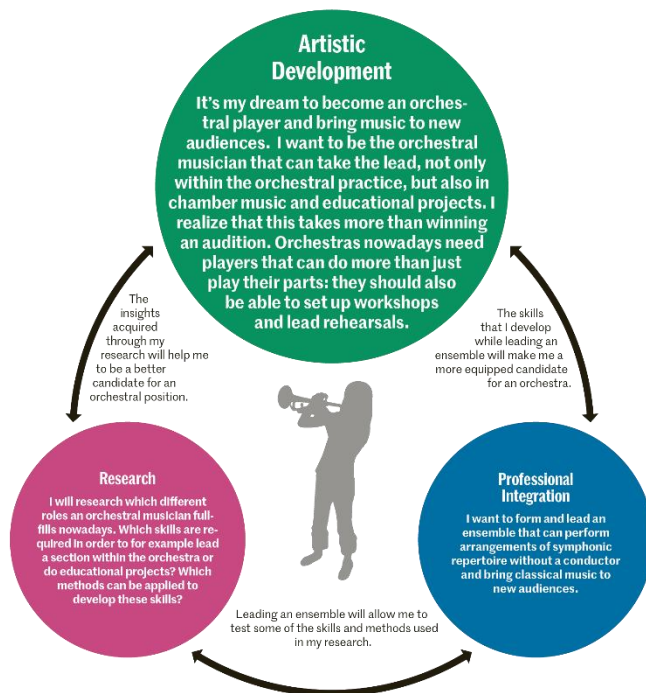 Artistic
Development
It's my dream to become an orches-
tral player and bring music to new
audiences. I want to be the orchestral
musician that can take the lead, not only
within the orchestral practice, but also in
chamber music and educational projects. I
realize that this takes more than winning
an audition. Orchestras nowadays need
players that can do more than just
play their parts: they should also
be able to set up workshops
and lead rehearsals.
The
insights
acquired
through my
research will help me
to be a better
candidate for an
orchestral position.
The skills
that I develop
while leading an
ensemble will make me a
more equipped candidate
for an orchestra.
Research
I will research which different
roles an orchestral musician full-
fills nowadays. Which skills are re-
quired in order to for example lead
a section within the orchestra or
do educational projects? Which
methods can be applied to
develop these skills?
Professional
Integration
I want to form and lead an
ensemble that can perform
arrangements of symphonic
repertoire without a conductor
and bring classical music to
new audiences.
Leading an ensemble will allow me to
test some of the skills and methods used
in my research.